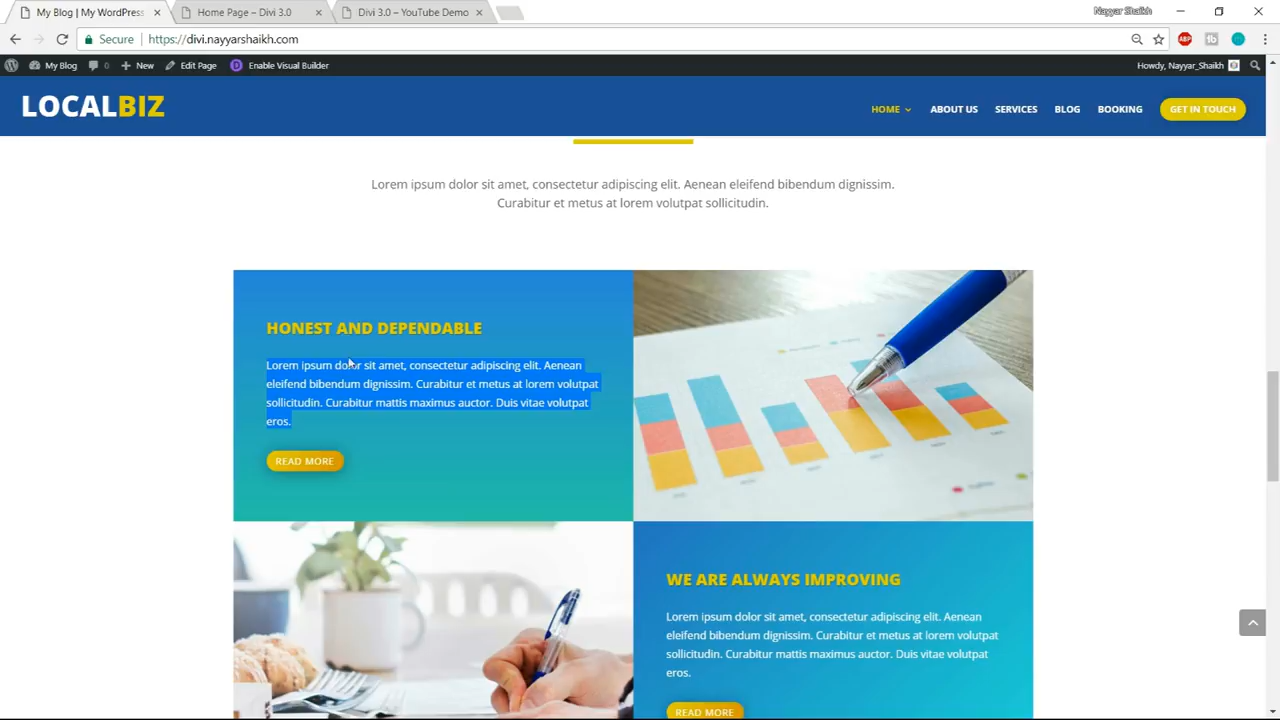 My Blog | My WordPress
Home Page – Divi 3.0
Divi 3.0 – YouTube Demo
Nayyar Shaikh
Secure
https://divi.nayyarshaikh.com
ABP
My Blog
0
New
Edit Page
D
Enable Visual Builder
Howdy, Nayyar_Shaikh
LOCALBIZ
HOME
ABOUT US
SERVICES
BLOG
BOOKING
GET IN TOUCH
Lorem ipsum dolor sit amet, consectetur adipiscing elit. Aenean eleifend bibendum dignissim.
Curabitur et metus at lorem volutpat sollicitudin.
HONEST AND DEPENDABLE
Lorem ipsum dolor sit amet, consectetur adipiscing elit. Aenean
eleifend bibendum dignissim. Curabitur et metus at lorem volutpat
sollicitudin. Curabitur mattis maximus auctor. Duis vitae volutpat
eros.
READ MORE
WE ARE ALWAYS IMPROVING
Lorem ipsum dolor sit amet, consectetur adipiscing elit. Aenean
eleifend bibendum dignissim. Curabitur et metus at lorem volutpat
sollicitudin. Curabitur mattis maximus auctor. Duis vitae volutpat
eros.
READ MORE